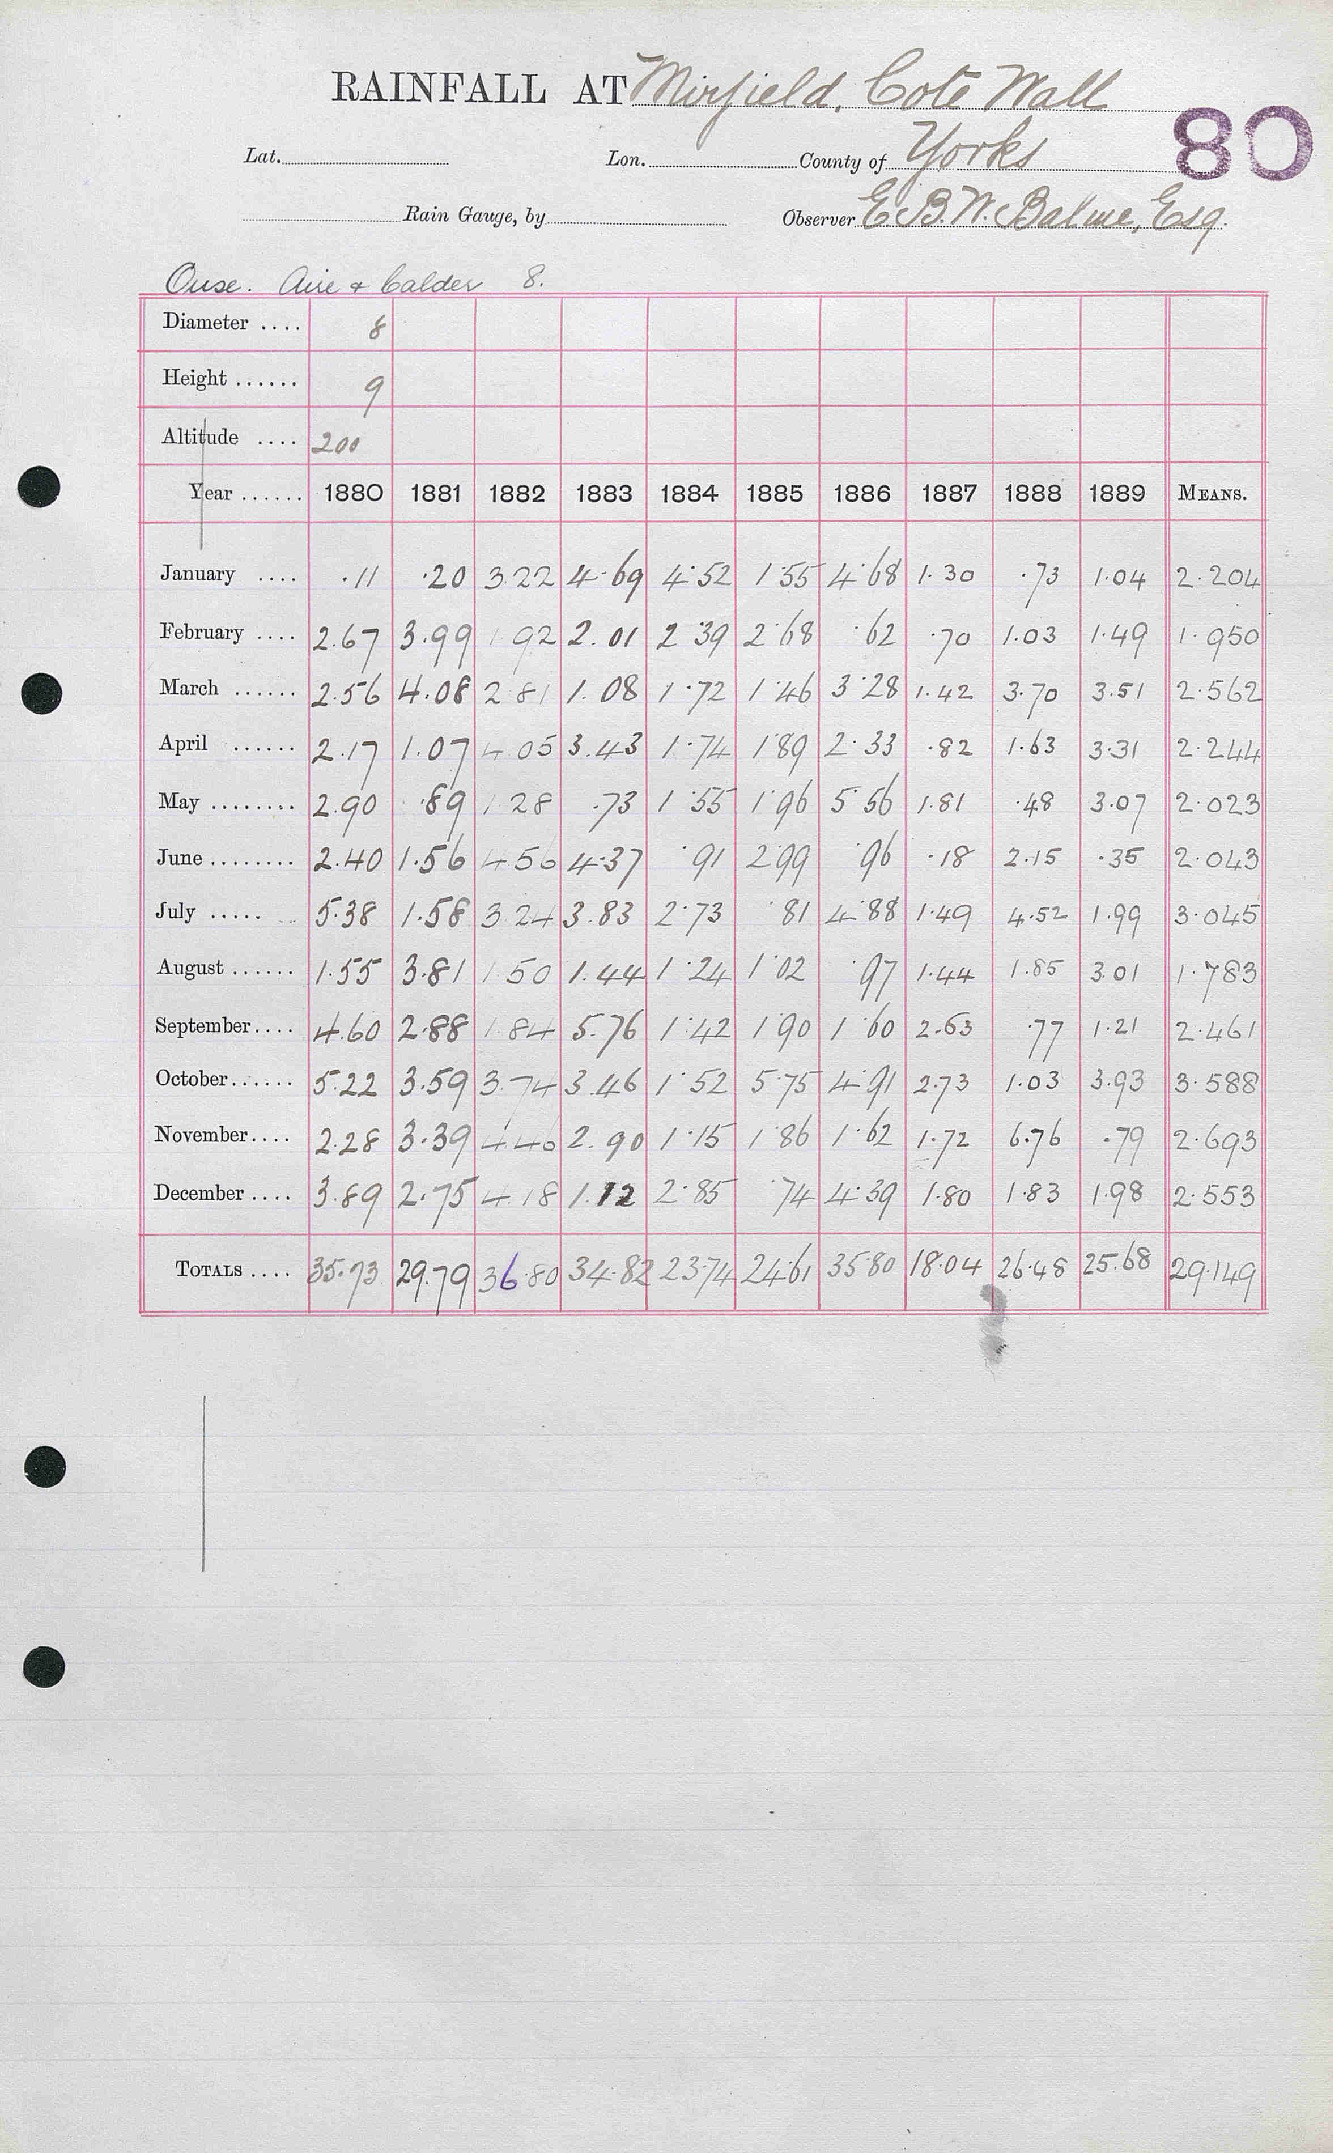 RAINFALL AT Mirfield, Cote Wall
80
Lat. Lon. County of Yorks
Rain Gauge, by Observer E.B.W. Balme, Esq.
Ouse. Aire & Calder 8.
Diameter .... 8
Height ...... 9
Altitude .... 200
Year ...... 1880 1881 1882 1883 1884 1885 1886 1887 1888 1889 MEANS.
January .... .11 .20 3.22 4.69 4.52 1.55 4.68 1.30 .73 1.04 2.204
February .... 2.67 3.99 1.92 2.01 2.39 2.68 .62 .70 1.03 1.49 1.950
March ...... 2.56 4.08 2.81 1.08 1.72 1.46 3.28 1.42 3.70 3.51 2.562
April ...... 2.17 1.07 4.05 3.43 1.74 1.89 2.33 .82 1.63 3.31 2.244
May ........ 2.90 .89 1.28 .73 1.55 1.96 5.56 1.81 .48 3.07 2.023
June ........ 2.40 1.56 4.56 4.37 .91 2.99 .96 .18 2.15 .35 2.043
July ..... 5.38 1.58 3.24 3.83 2.73 .81 4.88 1.49 4.52 1.99 3.045
August ...... 1.55 3.81 1.50 1.44 1.24 1.02 .97 1.44 1.85 3.01 1.783
September.... 4.60 2.88 1.84 5.76 1.42 1.90 1.60 2.63 .77 1.21 2.461
October...... 5.22 3.59 3.74 3.46 1.52 5.75 4.91 2.73 1.03 3.93 3.588
November.... 2.28 3.39 4.46 2.90 1.15 1.86 1.62 1.72 6.76 .79 2.693
December .... 3.89 2.75 4.18 1.12 2.85 .74 4.39 1.80 1.83 1.98 2.553
TOTALS .... 35.73 29.79 36.80 34.82 23.74 24.61 35.80 18.04 26.48 25.68 29.149